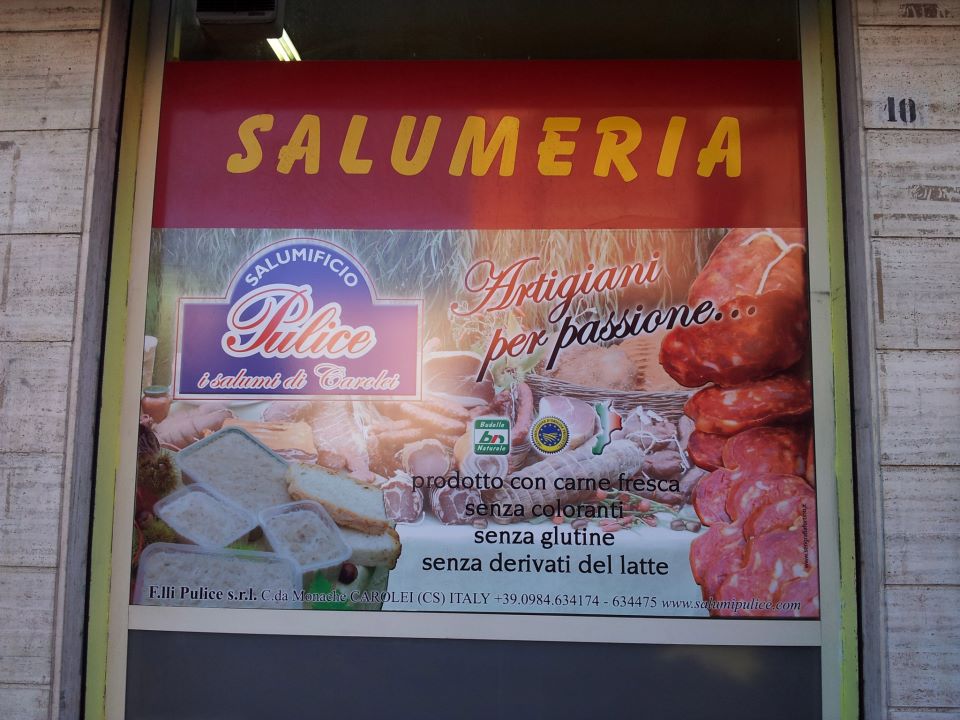 SALUMERIA
10
SALUMIFICIO
Pulice
i salumi di Carolei
Artigiani
per passione...
Budello
bn
Naturale
prodotto con carne fresca
senza coloranti
senza glutine
senza derivati del latte
F.lli Pulice s.r.l. C.da Monache CAROLEI (CS) ITALY +39.0984.634174 - 634475 www.salumipulice.com